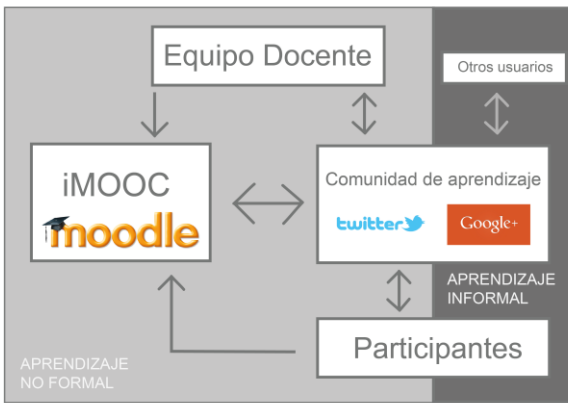 Equipo Docente
Otros usuarios
iMOOC
moodle
Comunidad de aprendizaje
twitter
Google+
APRENDIZAJE
INFORMAL
Participantes
APRENDIZAJE
NO FORMAL